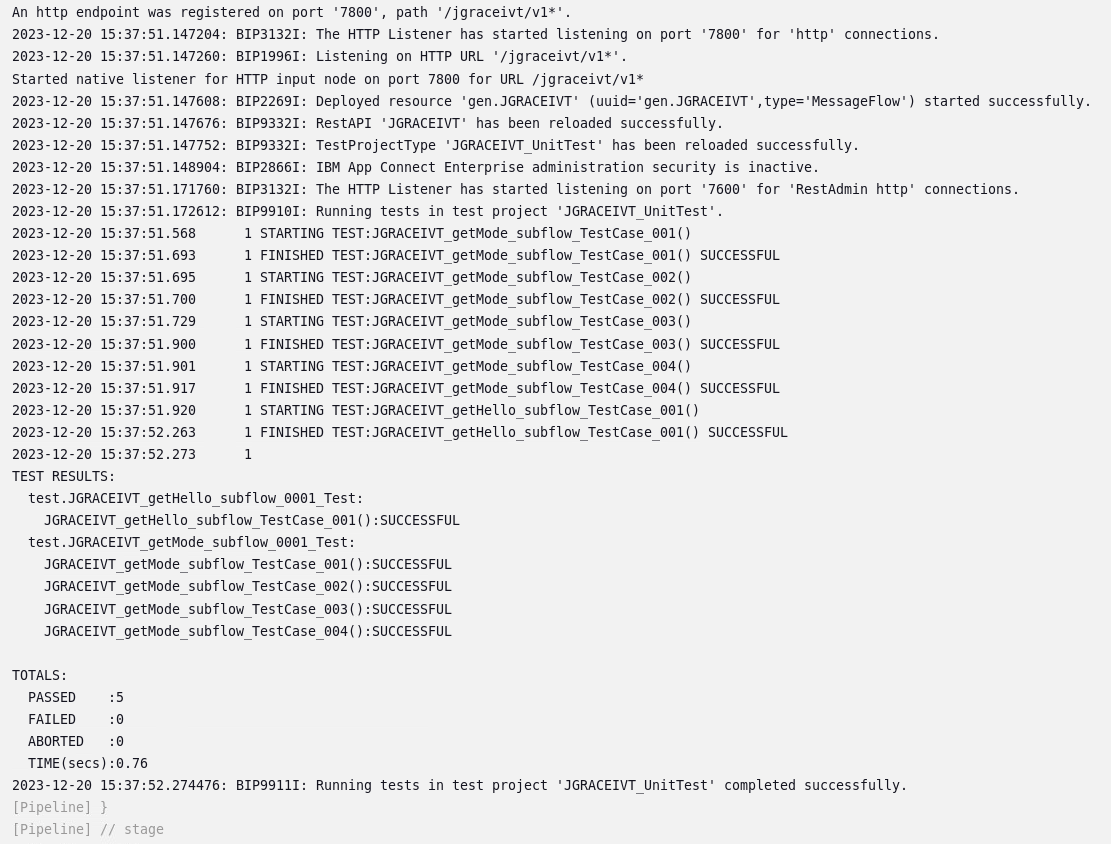 An http endpoint was registered on port '7800', path '/jgraceivt/v1*'.
2023-12-20 15:37:51.147204: BIP3132I: The HTTP Listener has started listening on port '7800' for 'http' connections.
2023-12-20 15:37:51.147260: BIP1996I: Listening on HTTP URL '/jgraceivt/v1*'.
Started native listener for HTTP input node on port 7800 for URL /jgraceivt/v1*
2023-12-20 15:37:51.147608: BIP2269I: Deployed resource 'gen.JGRACEIVT' (uuid='gen.JGRACEIVT',type='MessageFlow') started successfully.
2023-12-20 15:37:51.147676: BIP9332I: RestAPI 'JGRACEIVT' has been reloaded successfully.
2023-12-20 15:37:51.147752: BIP9332I: TestProjectType 'JGRACEIVT_UnitTest' has been reloaded successfully.
2023-12-20 15:37:51.148904: BIP2866I: IBM App Connect Enterprise administration security is inactive.
2023-12-20 15:37:51.171760: BIP3132I: The HTTP Listener has started listening on port '7600' for 'RestAdmin http' connections.
2023-12-20 15:37:51.172612: BIP9910I: Running tests in test project 'JGRACEIVT_UnitTest'.
2023-12-20 15:37:51.568      1 STARTING TEST:JGRACEIVT_getMode_subflow_TestCase_001()
2023-12-20 15:37:51.693      1 FINISHED TEST:JGRACEIVT_getMode_subflow_TestCase_001() SUCCESSFUL
2023-12-20 15:37:51.695      1 STARTING TEST:JGRACEIVT_getMode_subflow_TestCase_002()
2023-12-20 15:37:51.700      1 FINISHED TEST:JGRACEIVT_getMode_subflow_TestCase_002() SUCCESSFUL
2023-12-20 15:37:51.729      1 STARTING TEST:JGRACEIVT_getMode_subflow_TestCase_003()
2023-12-20 15:37:51.900      1 FINISHED TEST:JGRACEIVT_getMode_subflow_TestCase_003() SUCCESSFUL
2023-12-20 15:37:51.901      1 STARTING TEST:JGRACEIVT_getMode_subflow_TestCase_004()
2023-12-20 15:37:51.917      1 FINISHED TEST:JGRACEIVT_getMode_subflow_TestCase_004() SUCCESSFUL
2023-12-20 15:37:51.920      1 STARTING TEST:JGRACEIVT_getHello_subflow_TestCase_001()
2023-12-20 15:37:52.263      1 FINISHED TEST:JGRACEIVT_getHello_subflow_TestCase_001() SUCCESSFUL
2023-12-20 15:37:52.273      1
TEST RESULTS:
  test.JGRACEIVT_getHello_subflow_0001_Test:
    JGRACEIVT_getHello_subflow_TestCase_001():SUCCESSFUL
  test.JGRACEIVT_getMode_subflow_0001_Test:
    JGRACEIVT_getMode_subflow_TestCase_001():SUCCESSFUL
    JGRACEIVT_getMode_subflow_TestCase_002():SUCCESSFUL
    JGRACEIVT_getMode_subflow_TestCase_003():SUCCESSFUL
    JGRACEIVT_getMode_subflow_TestCase_004():SUCCESSFUL
TOTALS:
  PASSED    :5
  FAILED    :0
  ABORTED   :0
  TIME(secs):0.76
2023-12-20 15:37:52.274476: BIP9911I: Running tests in test project 'JGRACEIVT_UnitTest' completed successfully.
[Pipeline] }
[Pipeline] // stage